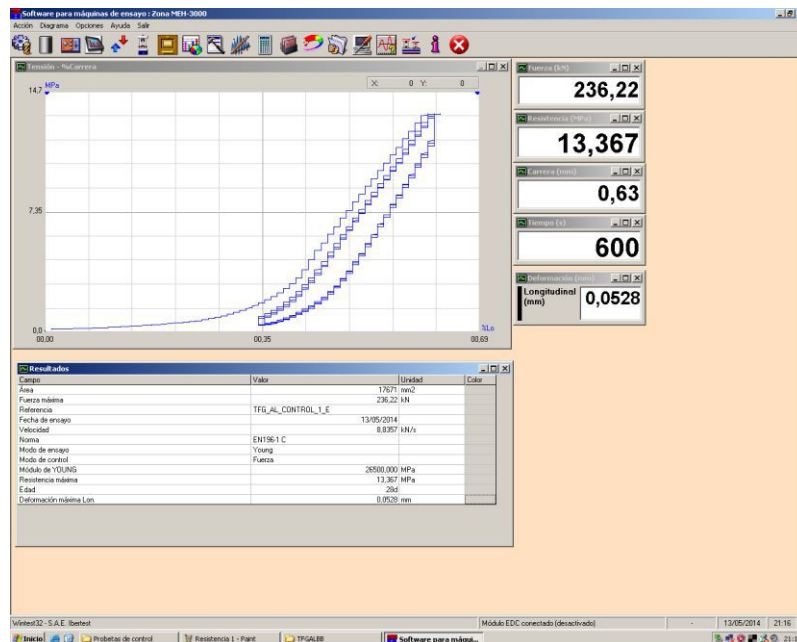 Software para máquinas de ensayo : Zona MEH-3000
Acción Diagrama Opciones Ayuda Salir
Tensión - %Carrera
X: 0 Y: 0
14,7 MPa
7,35
0,0
00,00 00,35 00,69
%Lo
Fuerza (kN)
236,22
Resistencia (MPa)
13,367
Carrera (mm)
0,63
Tiempo (s)
600
Deformación (mm)
Longitudinal (mm) 0,0528
Resultados
Campo Valor Unidad Color
Área 17671 mm2
Fuerza máxima 236,22 kN
Referencia TFG_AL_CONTROL_1_E
Fecha de ensayo 13/05/2014
Velocidad 8,8357 kN/s
Norma EN196-1 C
Modo de ensayo Young
Modo de control Fuerza
Módulo de YOUNG 26500,000 MPa
Resistencia máxima 13,367 MPa
Edad 28d
Deformación máxima Lon. 0,0528 mm
Wintest32 - S.A.E. Ibertest Módulo EDC conectado (desactivado) - 13/05/2014 21:16
Inicio Probetas de control Resistencia 1 - Paint TFGALBB Software para máqui...